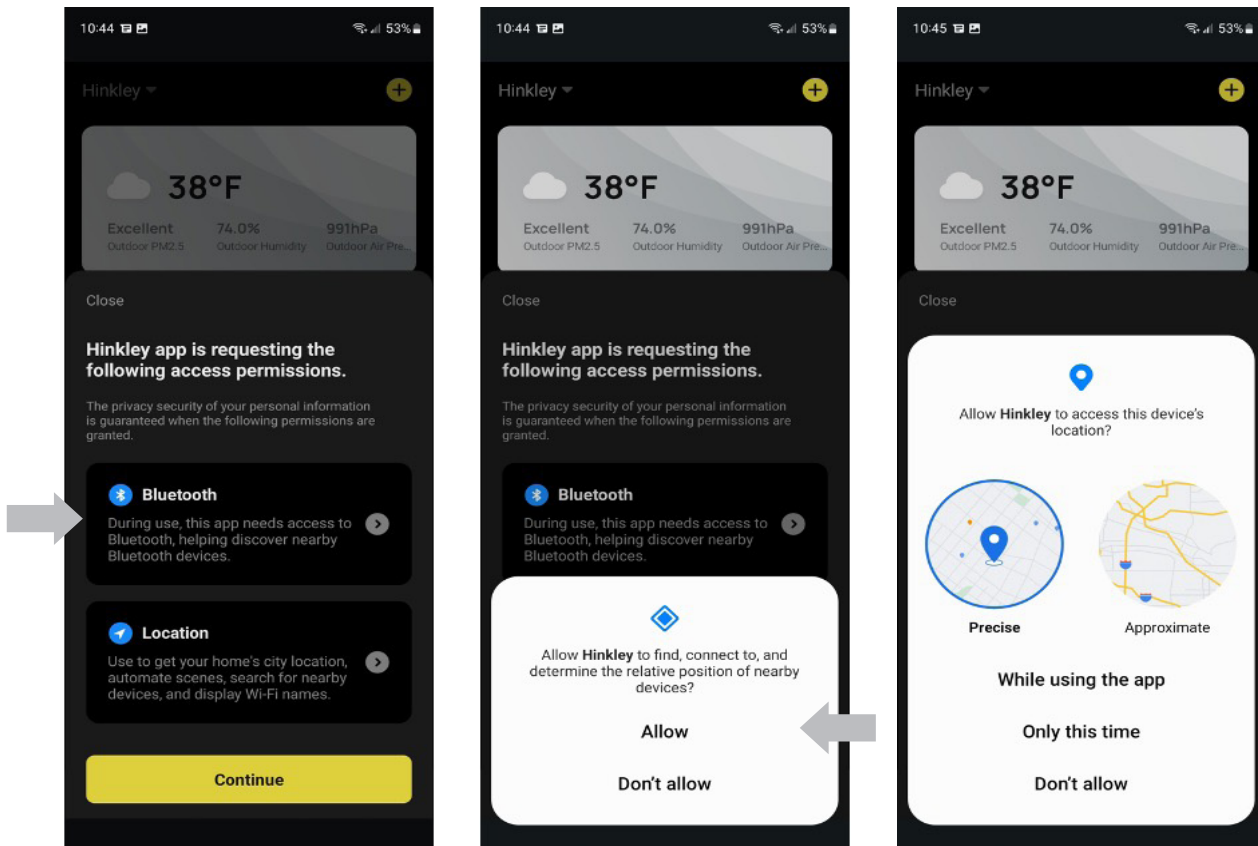 10:44
53%
Hinkley
38°F
Excellent 74.0% 991hPa
Outdoor PM2.5 Outdoor Humidity Outdoor Air Pre...
Close
Hinkley app is requesting the
following access permissions.
The privacy security of your personal information
is guaranteed when the following permissions are
granted.
Bluetooth
During use, this app needs access to
Bluetooth, helping discover nearby
Bluetooth devices.
Location
Use to get your home's city location,
automate scenes, search for nearby
devices, and display Wi-Fi names.
Continue
10:44
53%
Hinkley
38°F
Excellent 74.0% 991hPa
Outdoor PM2.5 Outdoor Humidity Outdoor Air Pre...
Close
Hinkley app is requesting the
following access permissions.
The privacy security of your personal information
is guaranteed when the following permissions are
granted.
Bluetooth
During use, this app needs access to
Bluetooth, helping discover nearby
Bluetooth devices.
Allow Hinkley to find, connect to, and
determine the relative position of nearby
devices?
Allow
Don't allow
10:45
53%
Hinkley
38°F
Excellent 74.0% 991hPa
Outdoor PM2.5 Outdoor Humidity Outdoor Air Pre...
Close
Allow Hinkley to access this device's
location?
Precise Approximate
While using the app
Only this time
Don't allow